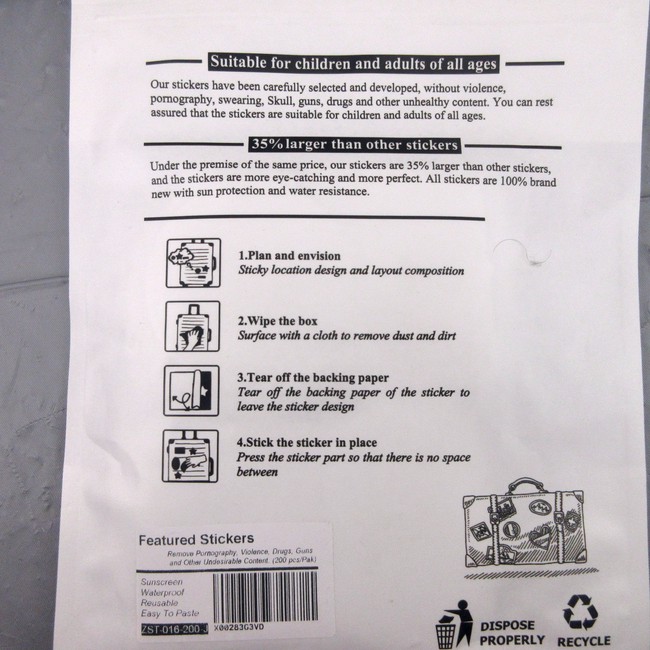 Suitable for children and adults of all ages
Our stickers have been carefully selected and developed, without violence,
pornography, swearing, Skull, guns, drugs and other unhealthy content. You can rest
assured that the stickers are suitable for children and adults of all ages.
35% larger than other stickers
Under the premise of the same price, our stickers are 35% larger than other stickers,
and the stickers are more eye-catching and more perfect. All stickers are 100% brand
new with sun protection and water resistance.
1.Plan and envision
Sticky location design and layout composition
2.Wipe the box
Surface with a cloth to remove dust and dirt
3.Tear off the backing paper
Tear off the backing paper of the sticker to
leave the sticker design
4.Stick the sticker in place
Press the sticker part so that there is no space
between
Featured Stickers
Remove Pornography, Violence, Drugs, Guns
and Other Undesirable Content. (200 pcs/Pak)
Sunscreen
Waterproof
Reusable
Easy To Paste
ZST-016-200-J
X00283G3VD
DISPOSE
PROPERLY
RECYCLE